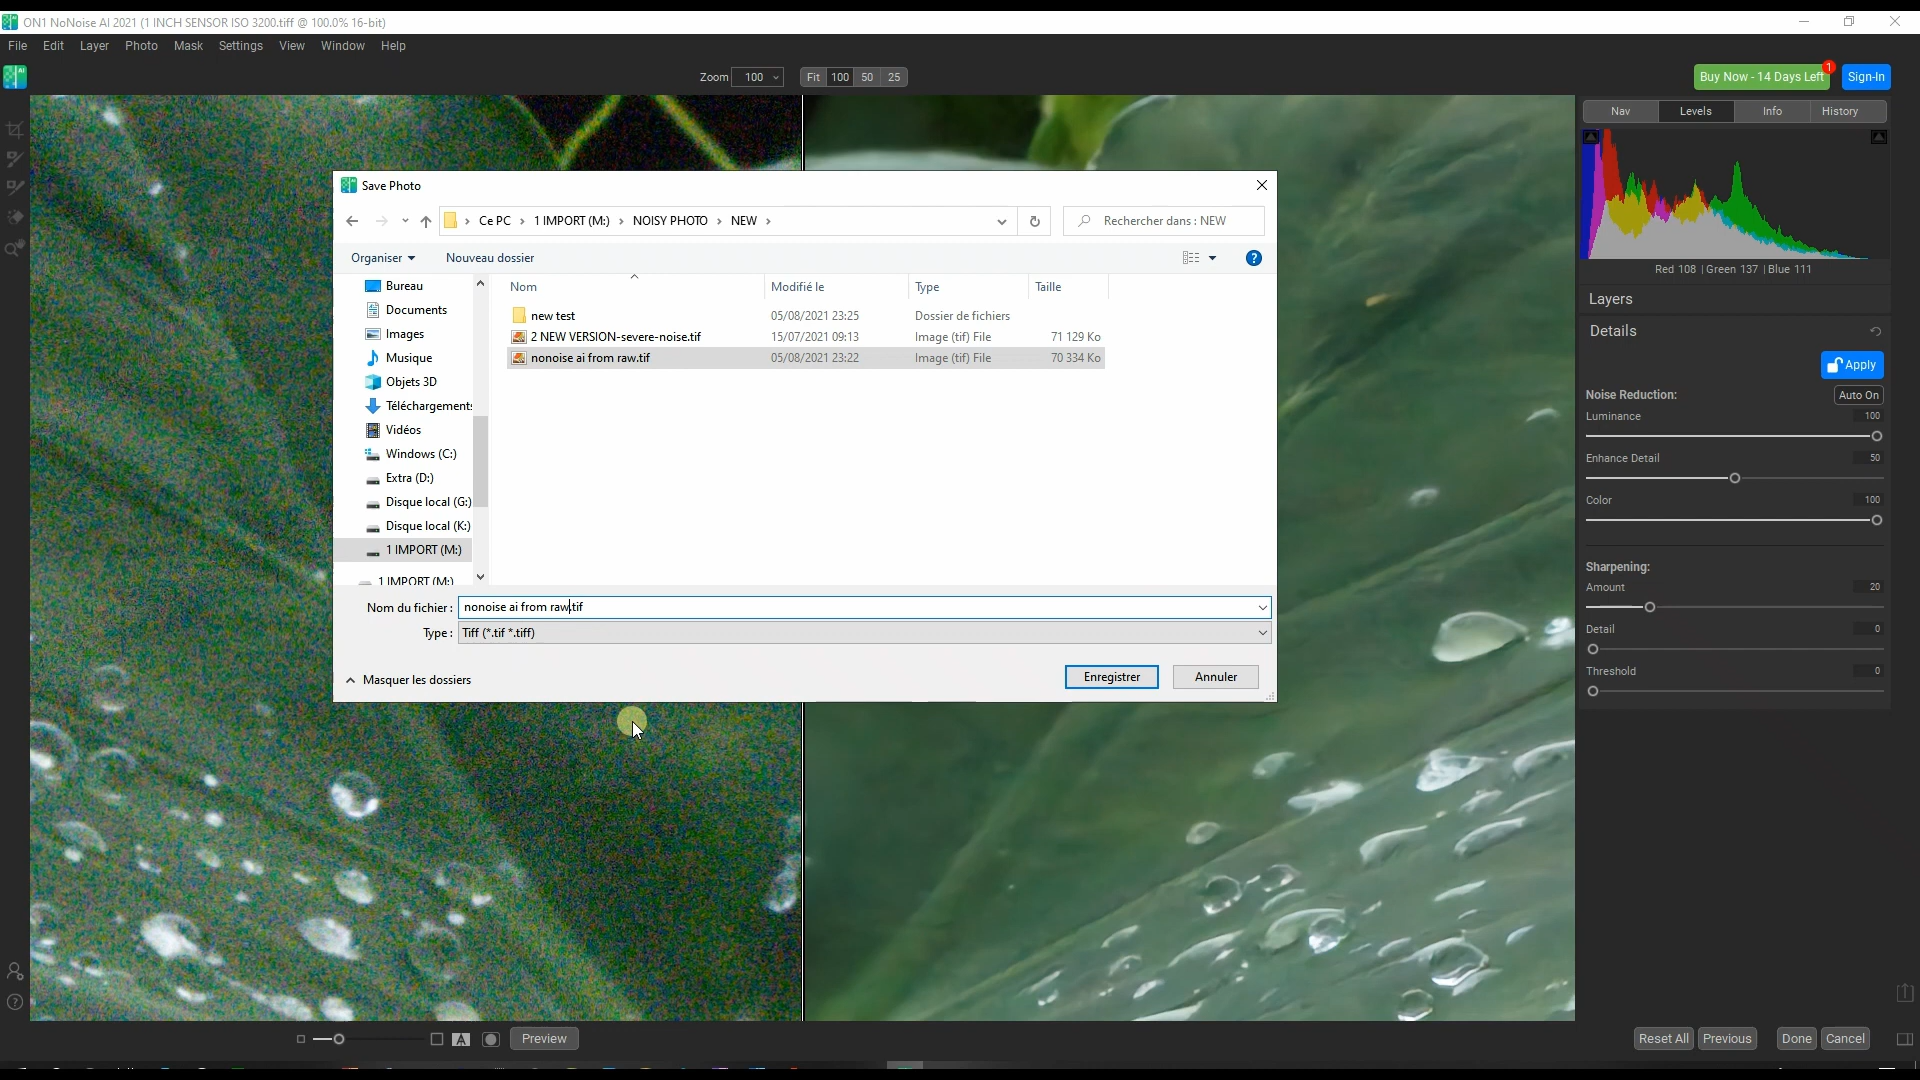 ON1 NoNoise AI 2021 (1 INCH SENSOR ISO 3200.tiff @ 100.0% 16-bit)
File Edit Layer Photo Mask Settings View Window Help
Zoom 100 Fit 100 50 25
Buy Now - 14 Days Left 1 Sign-In
Nav Levels Info History
Red 108 | Green 137 | Blue 111
Layers
Details
Apply
Noise Reduction: Auto On
Luminance 100
Enhance Detail 50
Color 100
Sharpening:
Amount 20
Detail 0
Threshold 0
Save Photo
Ce PC > 1 IMPORT (M:) > NOISY PHOTO > NEW >
Rechercher dans : NEW
Organiser Nouveau dossier
Nom Modifié le Type Taille
new test 05/08/2021 23:25 Dossier de fichiers
2 NEW VERSION-severe-noise.tif 15/07/2021 09:13 Image (tif) File 71 129 Ko
nonoise ai from raw.tif 05/08/2021 23:22 Image (tif) File 70 334 Ko
Bureau
Documents
Images
Musique
Objets 3D
Téléchargements
Vidéos
Windows (C:)
Extra (D:)
Disque local (G:)
Disque local (K:)
1 IMPORT (M:)
1 IMPORT (M:)
Nom du fichier : nonoise ai from raw.tif
Type : Tiff (*.tif *.tiff)
Masquer les dossiers
Enregistrer Annuler
A Preview
Reset All Previous Done Cancel